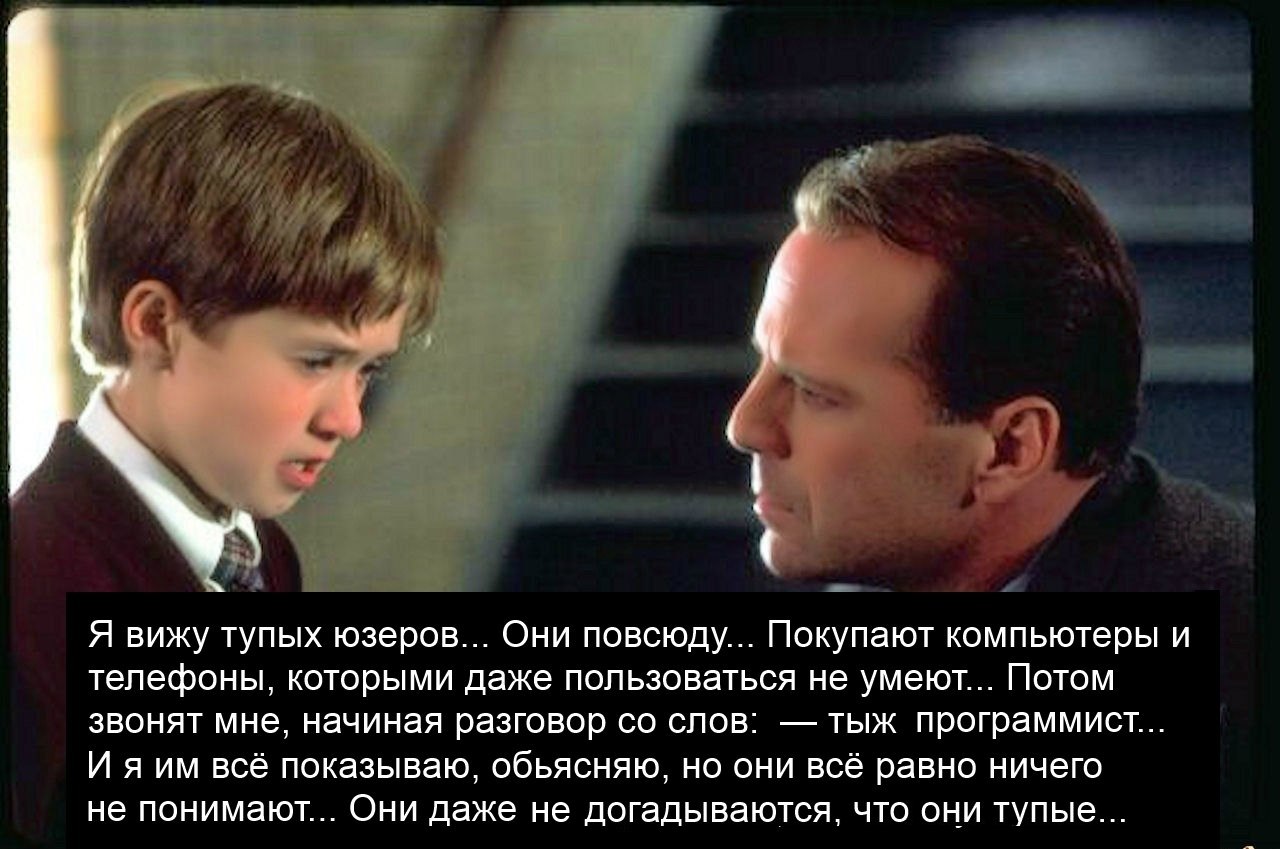 Я вижу тупых юзеров... Они повсюду... Покупают компьютеры и
телефоны, которыми даже пользоваться не умеют... Потом
звонят мне, начиная разговор со слов: — тыж программист...
И я им всё показываю, обьясняю, но они всё равно ничего
не понимают... Они даже не догадываются, что они тупые...